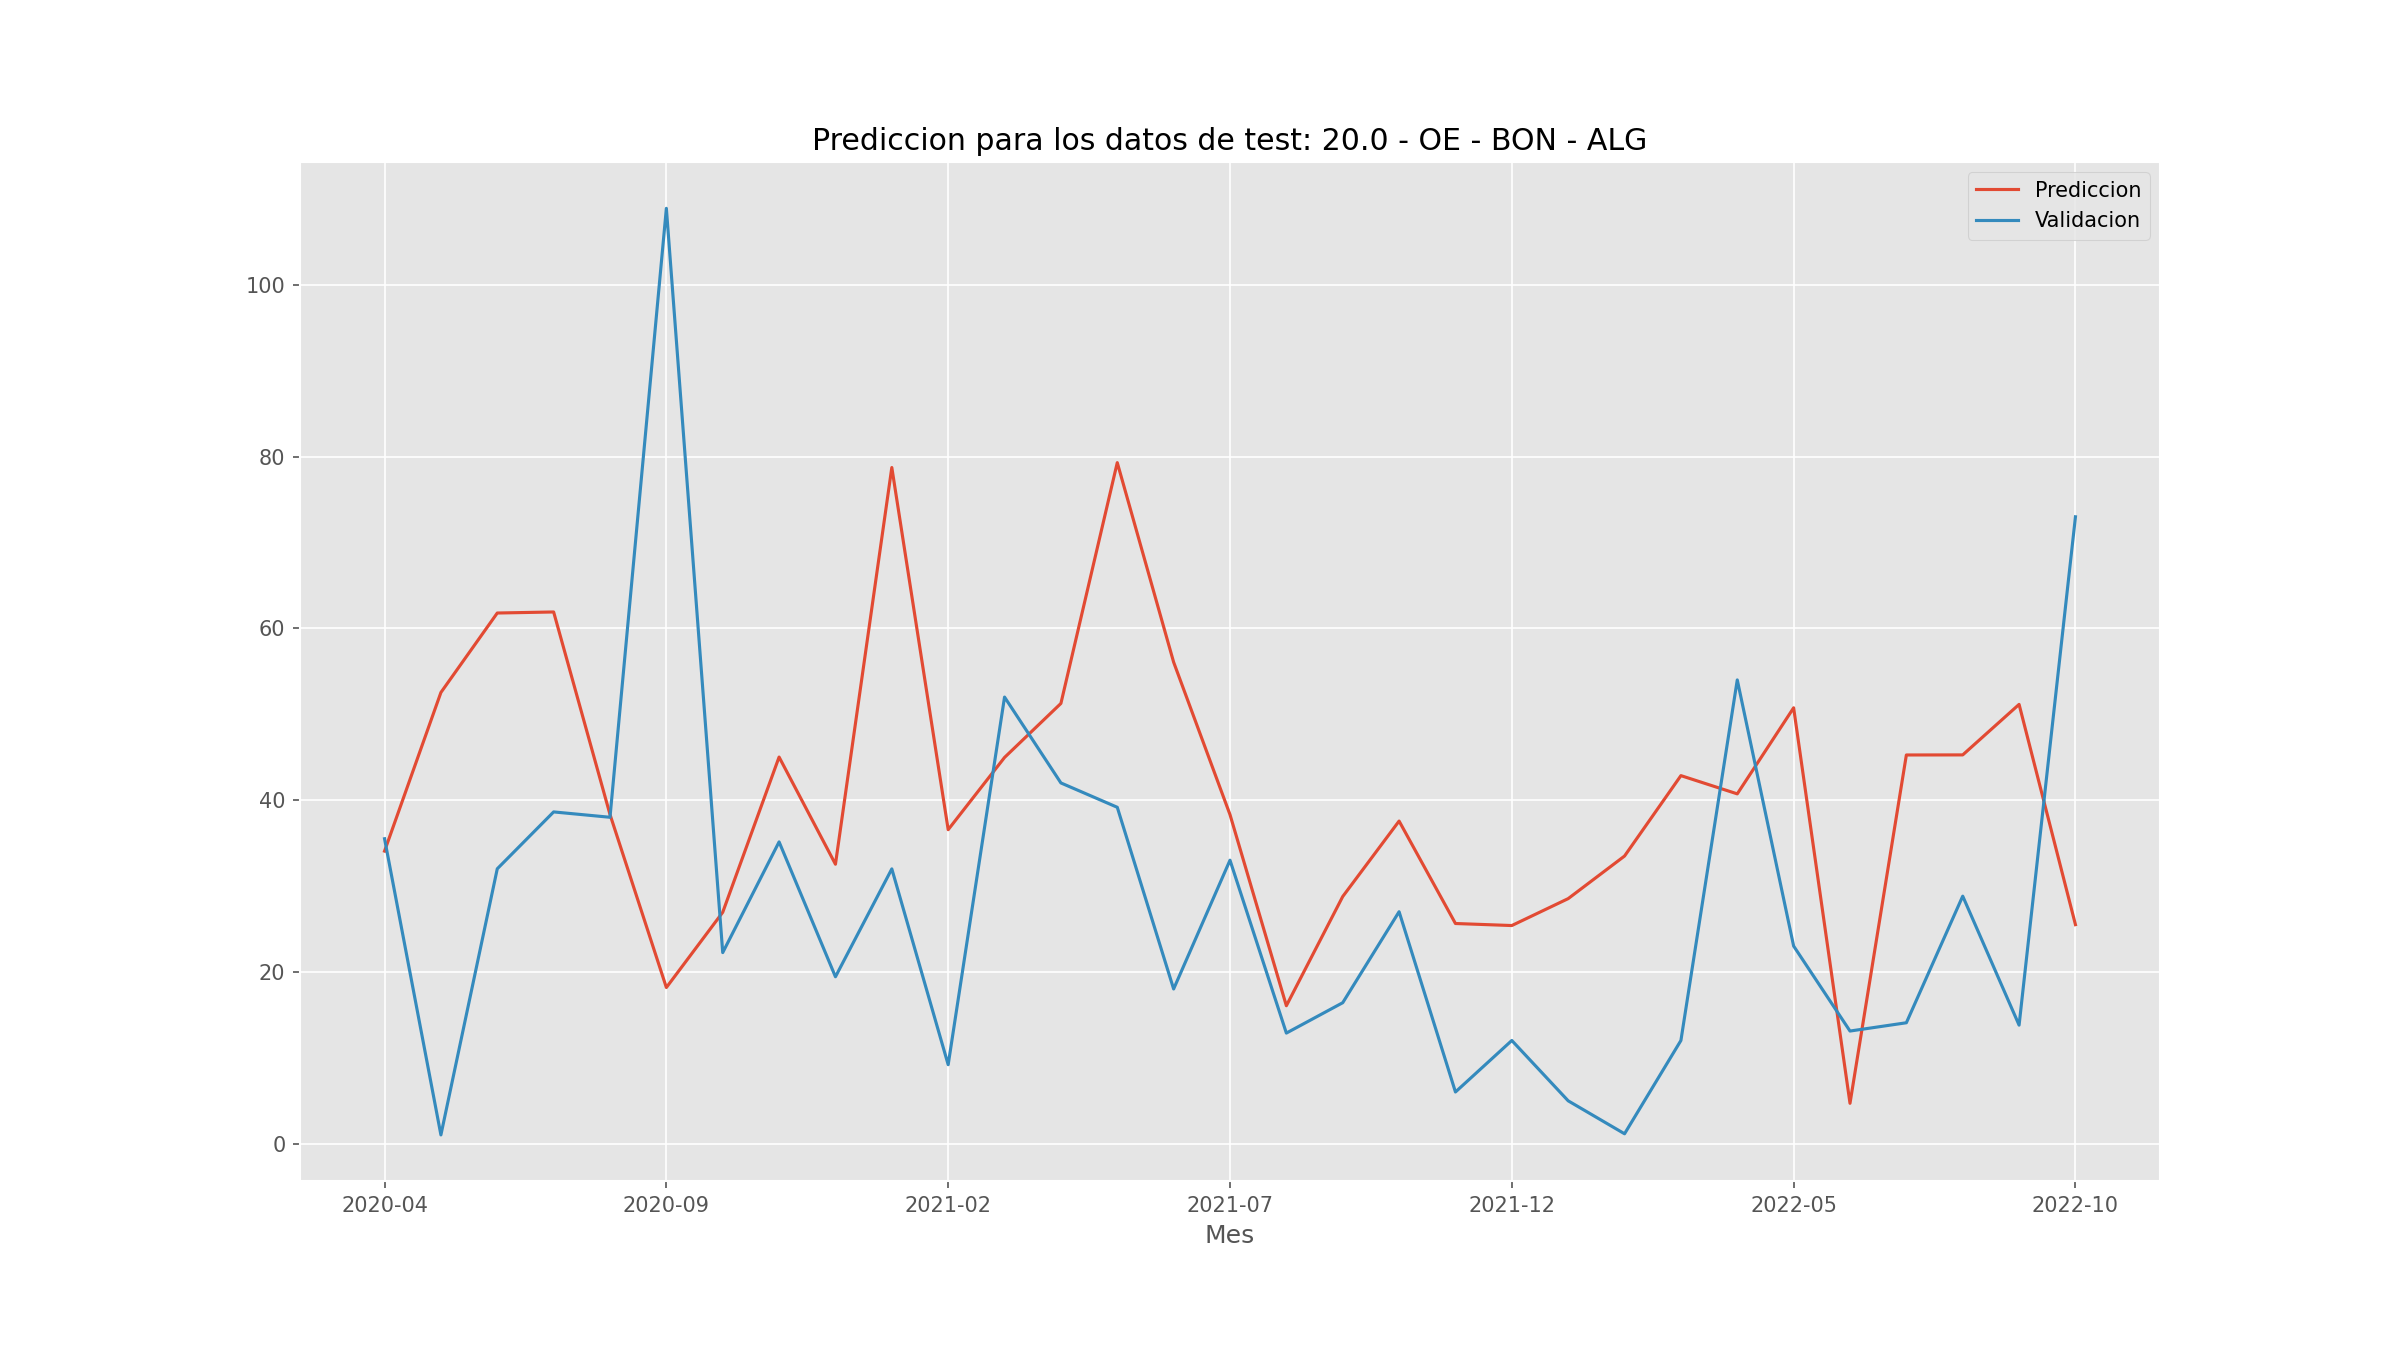 Prediccion para los datos de test: 20.0 - OE - BON - ALG
Prediccion
Validacion
100
80
60
40
20
0
2020-04 2020-09 2021-02 2021-07 2021-12 2022-05 2022-10
Mes